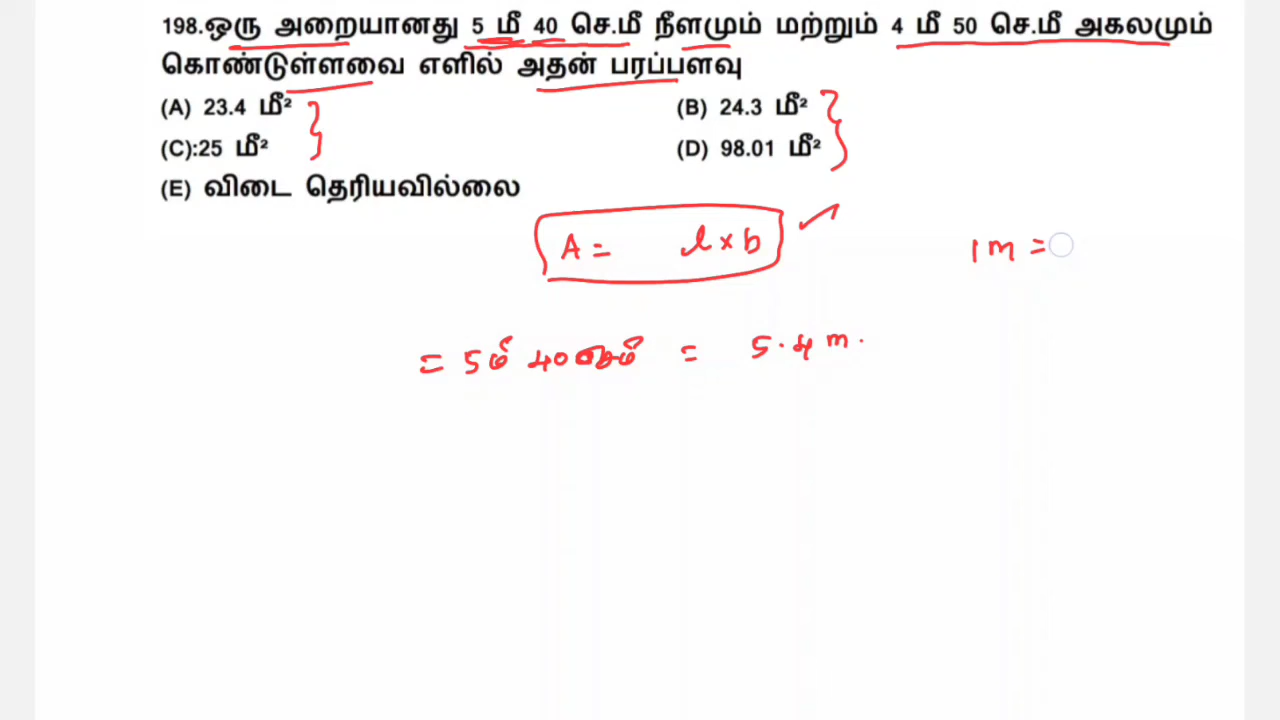 198.ஒரு அறையானது 5 மீ 40 செ.மீ நீளமும் மற்றும் 4 மீ 50 செ.மீ அகலமும்
கொண்டுள்ளவை எனில் அதன் பரப்பளவு
(A) 23.4 மீ² (B) 24.3 மீ²
(C):25 மீ² (D) 98.01 மீ²
(E) விடை தெரியவில்லை
A = l × b
1 m =
= 5மீ 40 செமீ = 5.4 m.